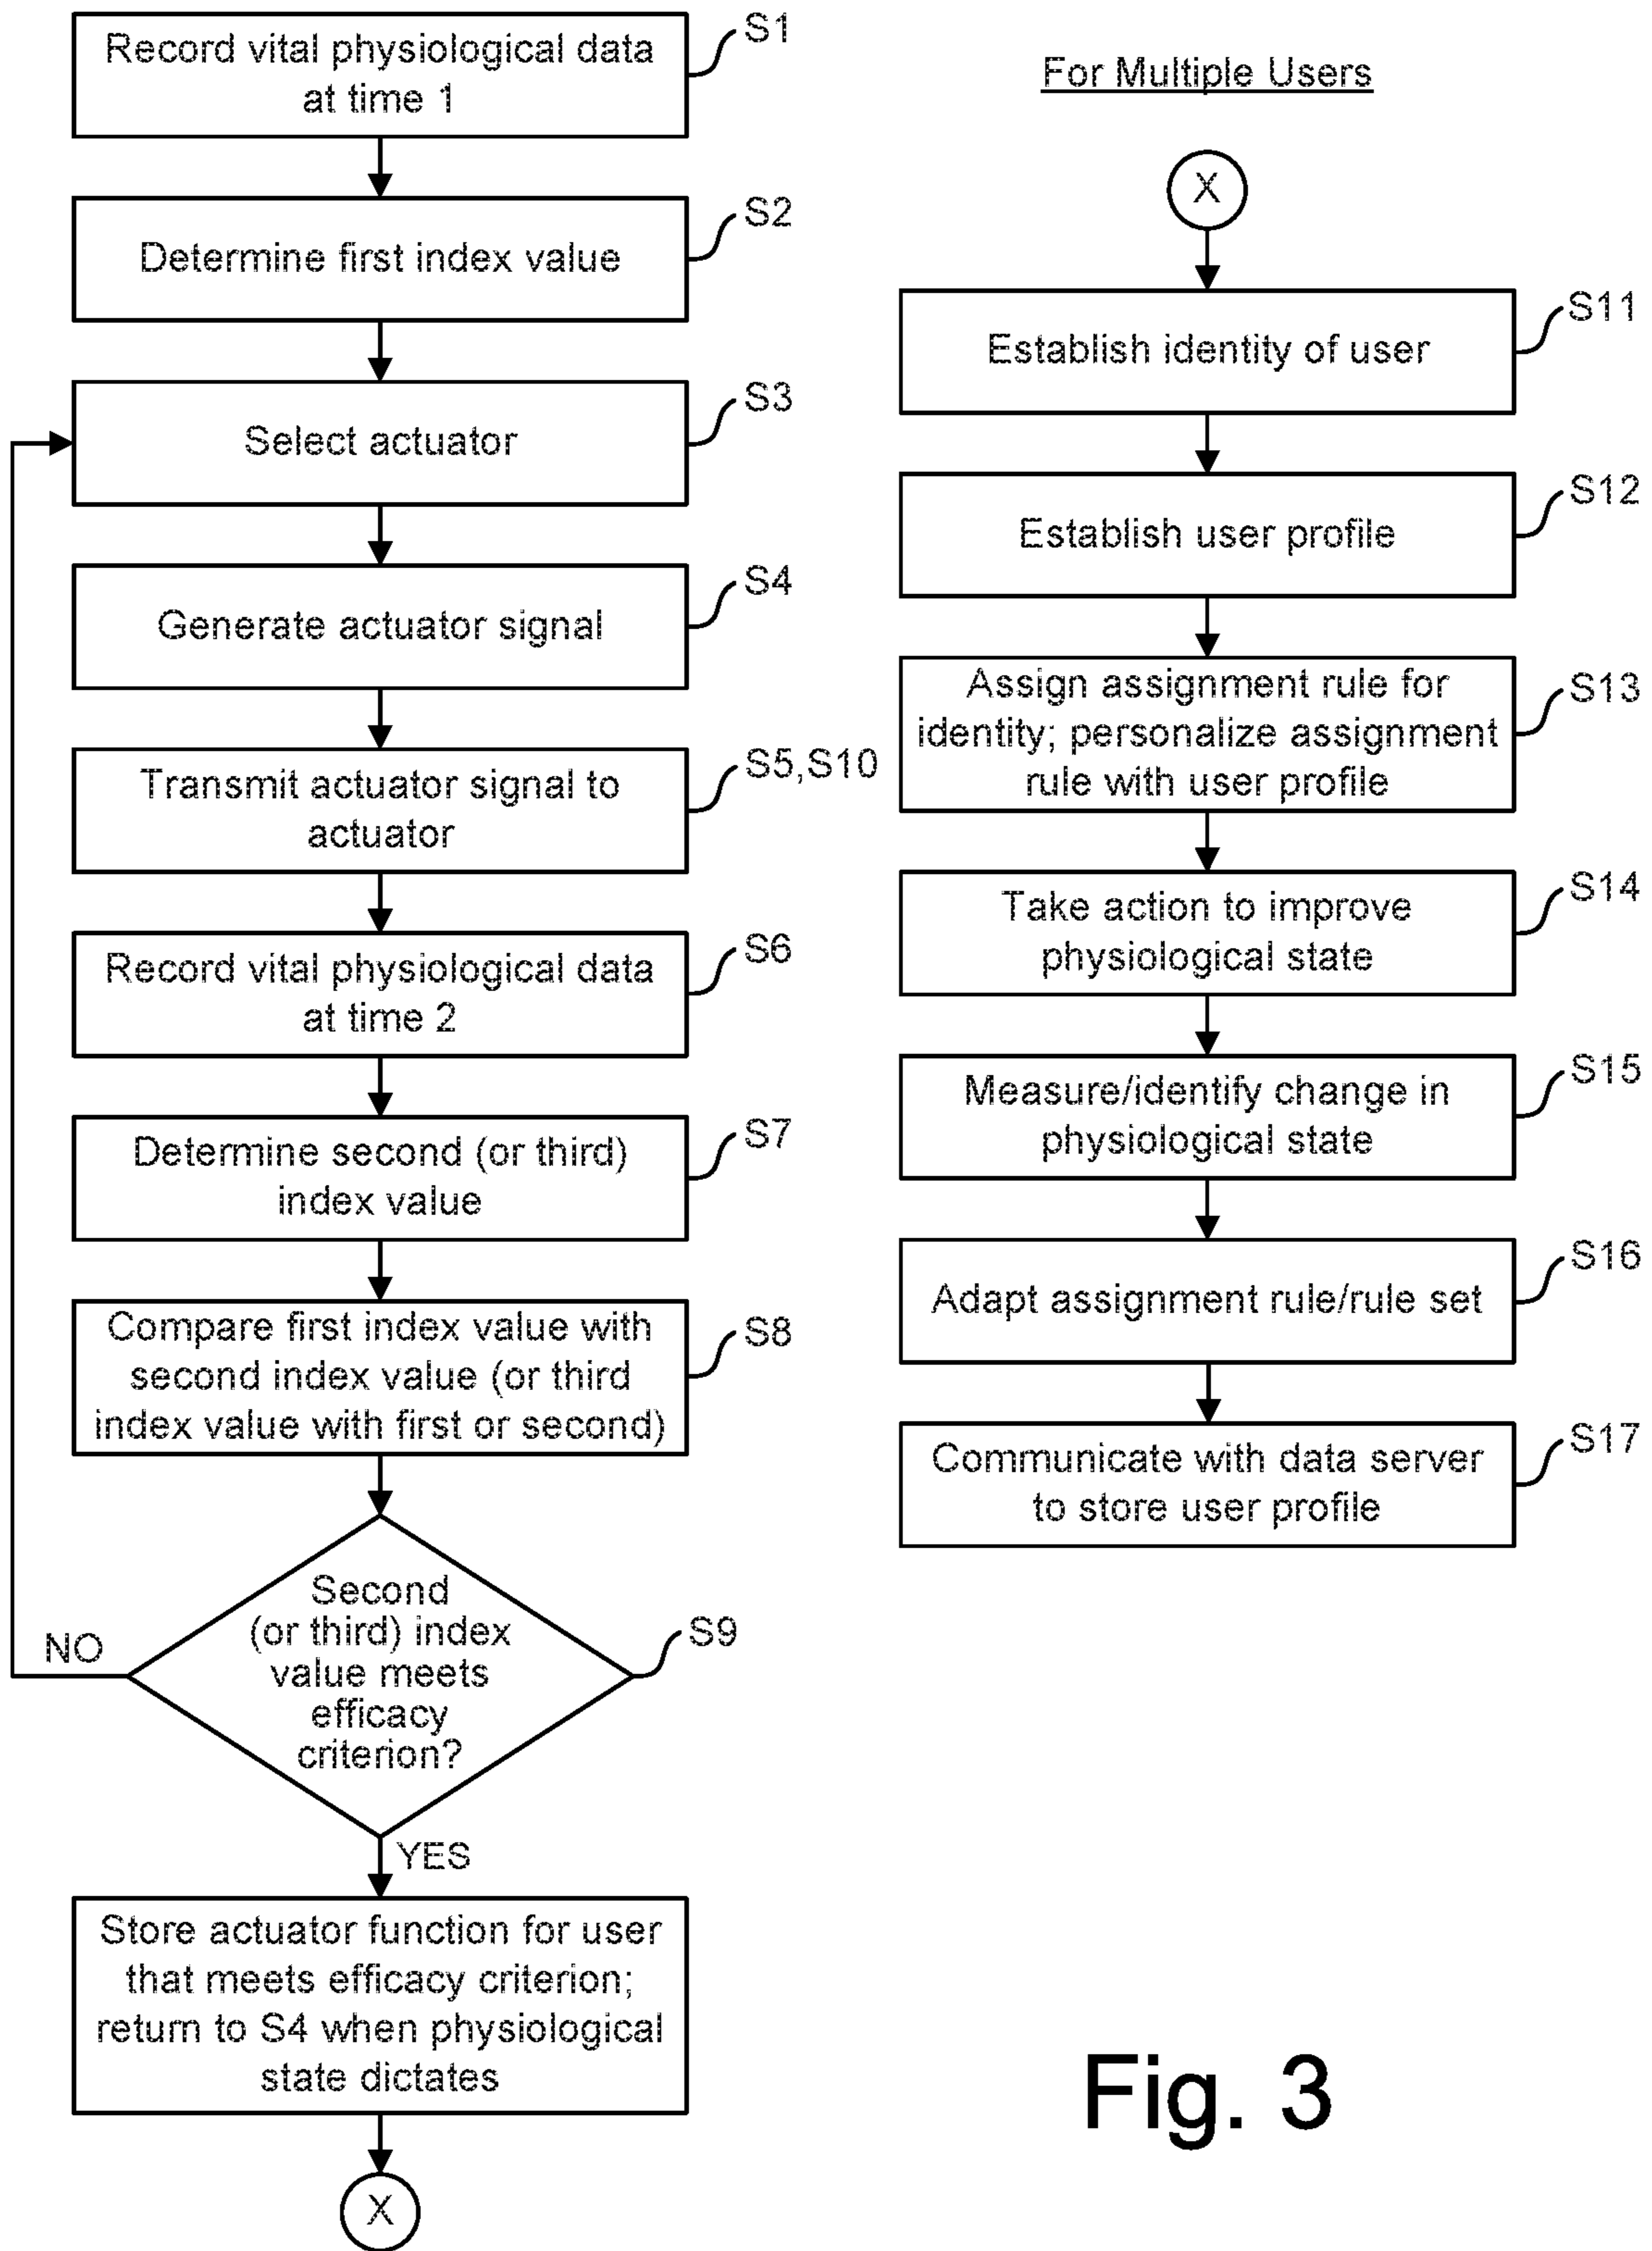 Record vital physiological data
at time 1
S1
Determine first index value
S2
Select actuator
S3
Generate actuator signal
S4
Transmit actuator signal to
actuator
S5,S10
Record vital physiological data
at time 2
S6
Determine second (or third)
index value
S7
Compare first index value with
second index value (or third
index value with first or second)
S8
Second
(or third) index
value meets
efficacy
criterion?
S9
NO
YES
Store actuator function for user
that meets efficacy criterion;
return to S4 when physiological
state dictates
X
For Multiple Users
X
Establish identity of user
S11
Establish user profile
S12
Assign assignment rule for
identity; personalize assignment
rule with user profile
S13
Take action to improve
physiological state
S14
Measure/identify change in
physiological state
S15
Adapt assignment rule/rule set
S16
Communicate with data server
to store user profile
S17
Fig. 3